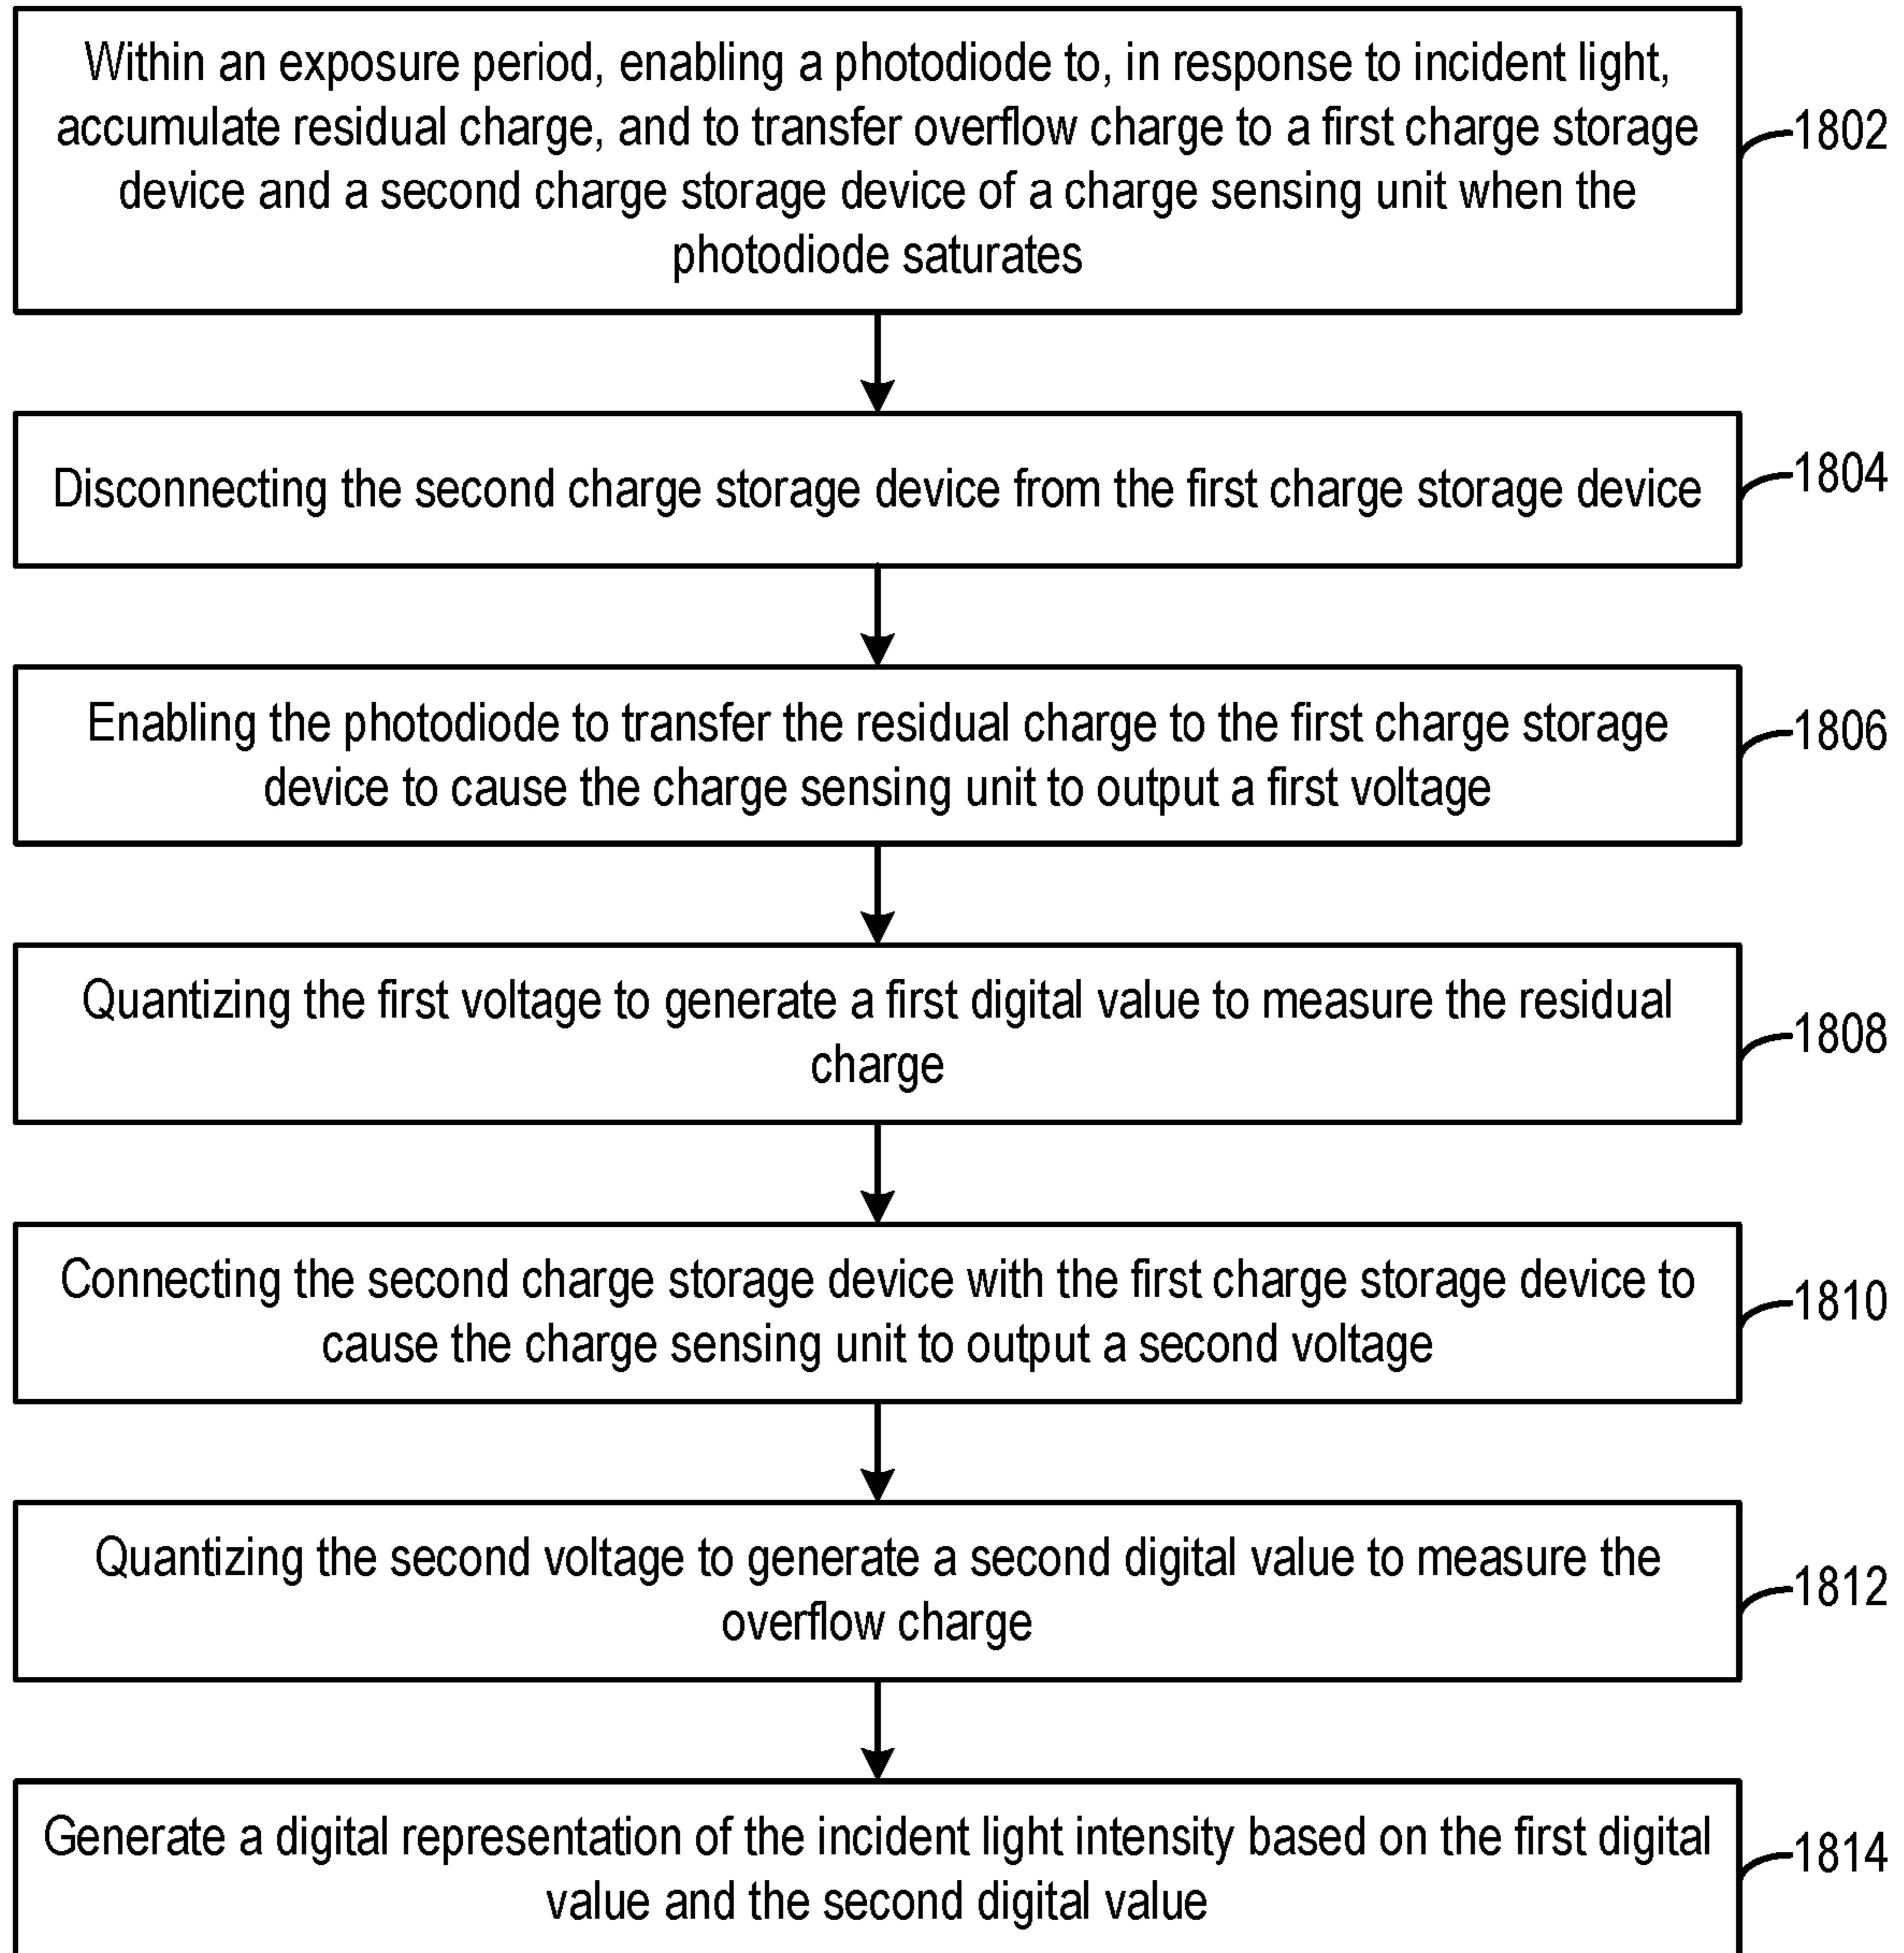 Within an exposure period, enabling a photodiode to, in response to incident light,
accumulate residual charge, and to transfer overflow charge to a first charge storage
device and a second charge storage device of a charge sensing unit when the
photodiode saturates
1802
Disconnecting the second charge storage device from the first charge storage device
1804
Enabling the photodiode to transfer the residual charge to the first charge storage
device to cause the charge sensing unit to output a first voltage
1806
Quantizing the first voltage to generate a first digital value to measure the residual
charge
1808
Connecting the second charge storage device with the first charge storage device to
cause the charge sensing unit to output a second voltage
1810
Quantizing the second voltage to generate a second digital value to measure the
overflow charge
1812
Generate a digital representation of the incident light intensity based on the first digital
value and the second digital value
1814